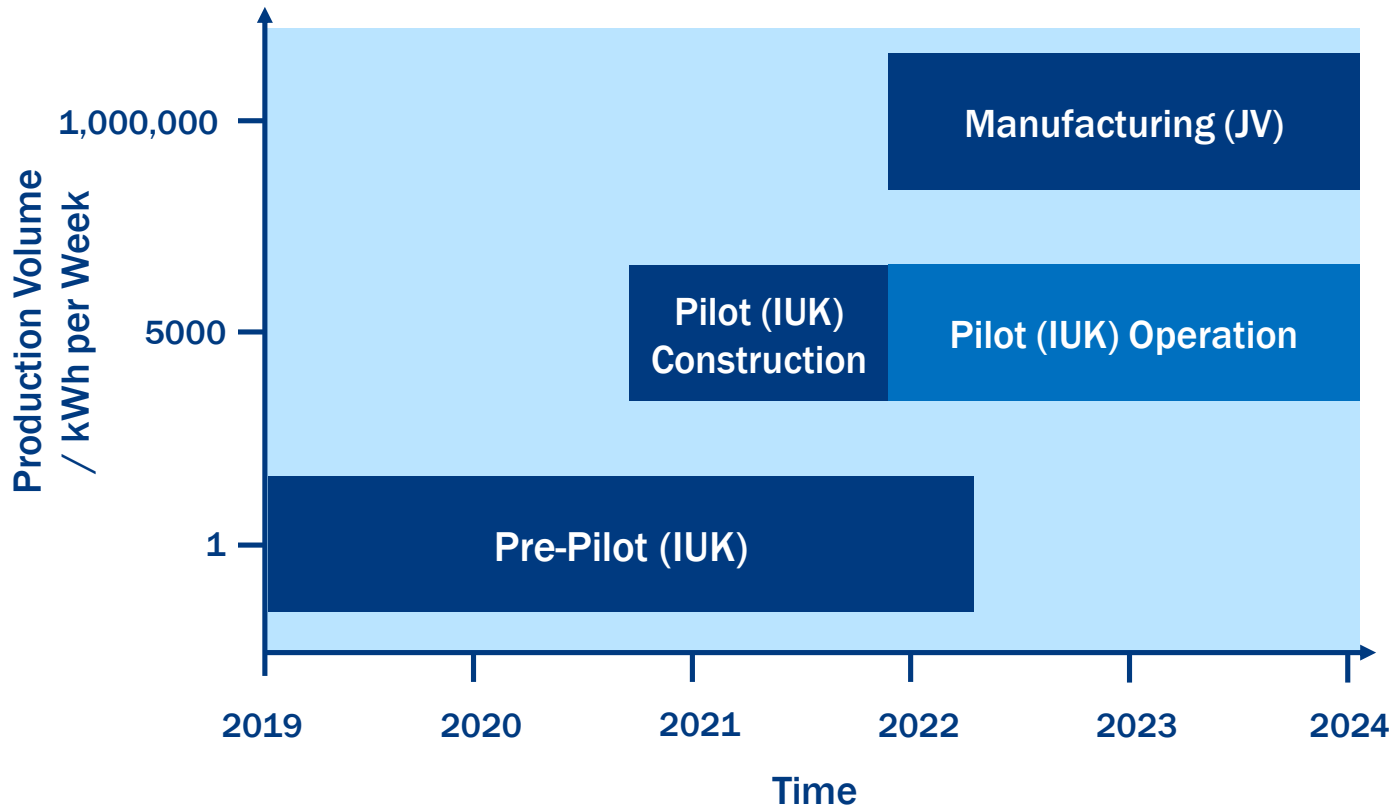 Production Volume
/ kWh per Week
1,000,000
5000
1
Manufacturing (JV)
Pilot (IUK)
Construction
Pilot (IUK) Operation
Pre-Pilot (IUK)
2019
2020
2021
2022
2023
2024
Time